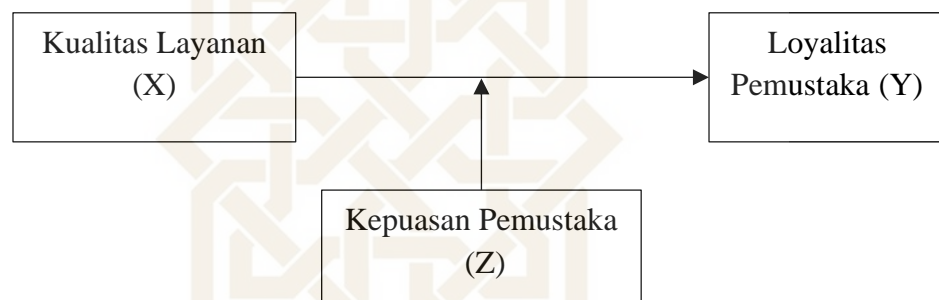 Kualitas Layanan
(X)
Loyalitas
Pemustaka (Y)
Kepuasan Pemustaka
(Z)